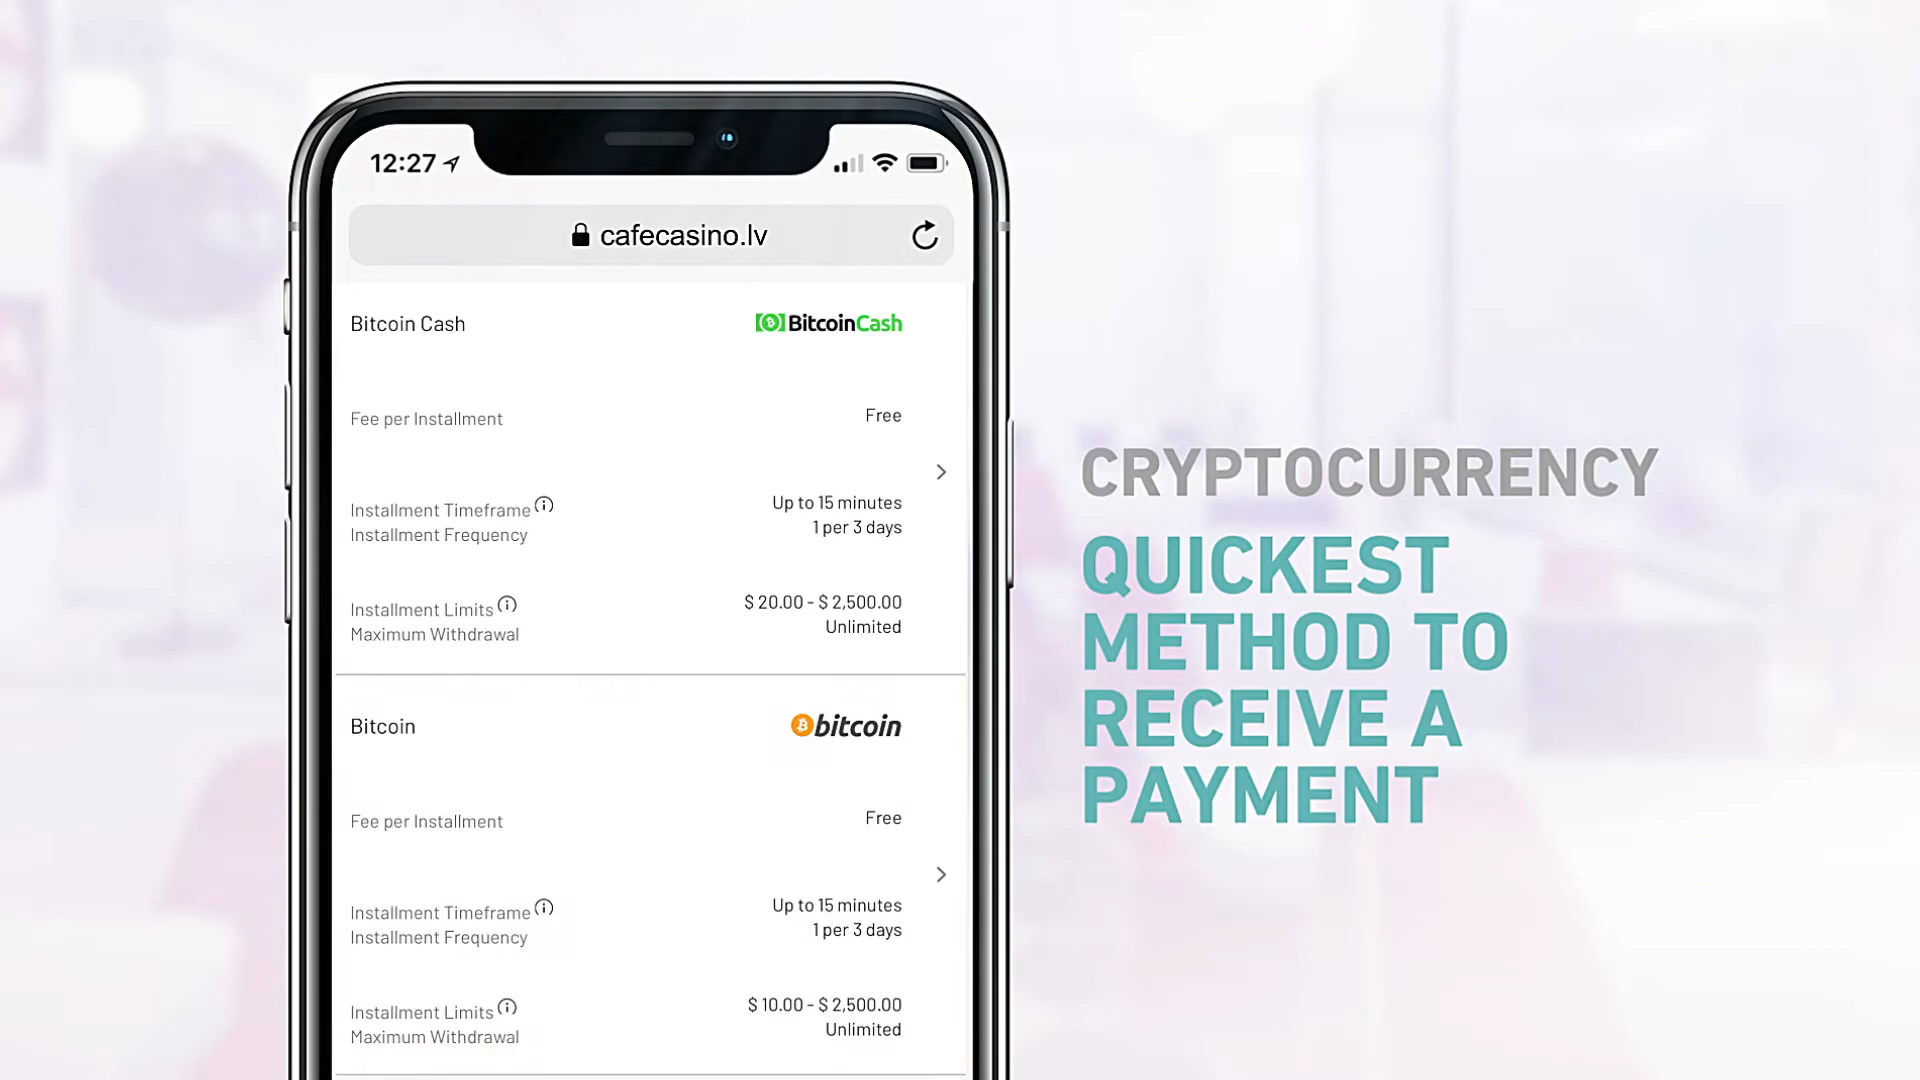 12:27
cafecasino.lv
Bitcoin Cash
BitcoinCash
Fee per Installment
Free
Installment Timeframe
Up to 15 minutes
Installment Frequency
1 per 3 days
Installment Limits
$ 20.00 - $ 2,500.00
Maximum Withdrawal
Unlimited
Bitcoin
bitcoin
Fee per Installment
Free
Installment Timeframe
Up to 15 minutes
Installment Frequency
1 per 3 days
Installment Limits
$ 10.00 - $ 2,500.00
Maximum Withdrawal
Unlimited
CRYPTOCURRENCY
QUICKEST
METHOD TO
RECEIVE A
PAYMENT